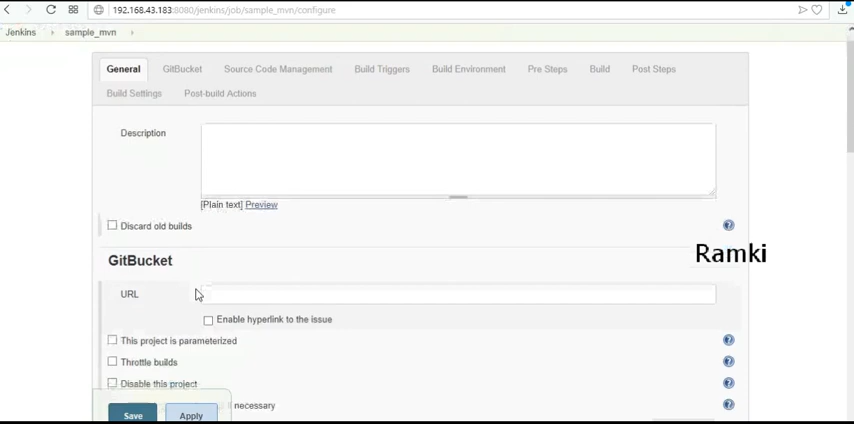 192.168.43.183:8080/jenkins/job/sample_mvn/configure
Jenkins sample_mvn
General GitBucket Source Code Management Build Triggers Build Environment Pre Steps Build Post Steps
Build Settings Post-build Actions
Description
[Plain text] Preview
Discard old builds
Ramki
GitBucket
URL
Enable hyperlink to the issue
This project is parameterized
Throttle builds
Disable this project
necessary
Save Apply